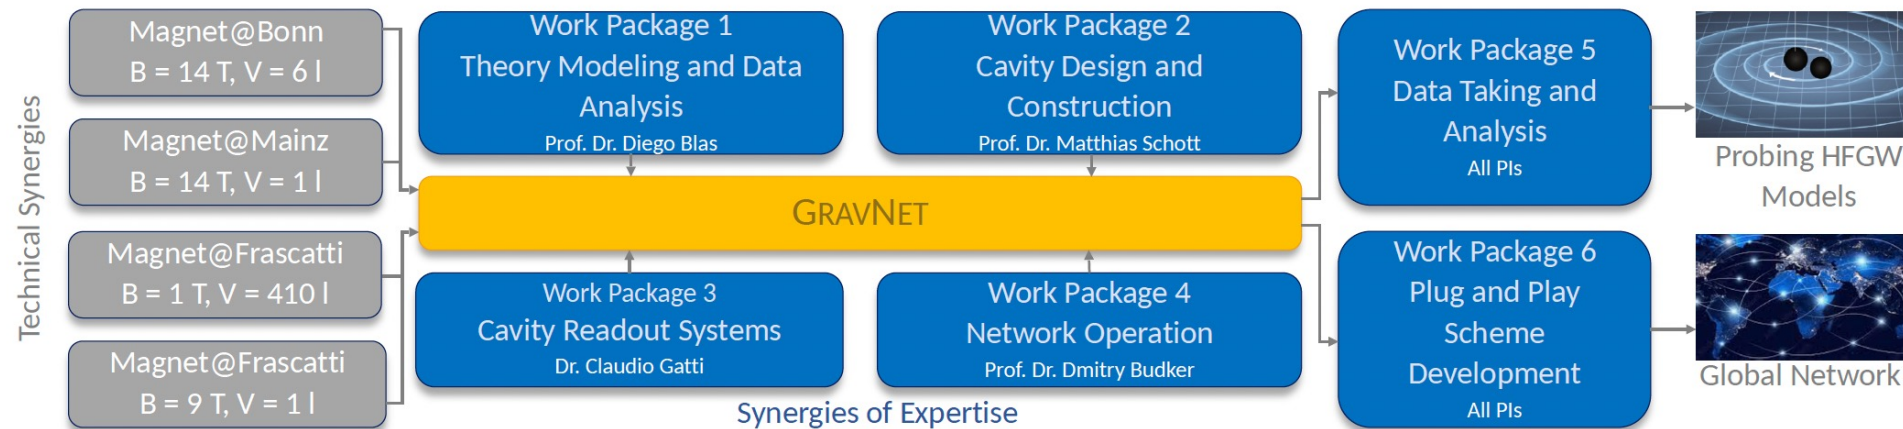 Technical Synergies
Magnet@Bonn
B = 14 T, V = 6 l
Magnet@Mainz
B = 14 T, V = 1 l
Magnet@Frascatti
B = 1 T, V = 410 l
Magnet@Frascatti
B = 9 T, V = 1 l
Work Package 1
Theory Modeling and Data
Analysis
Prof. Dr. Diego Blas
Work Package 2
Cavity Design and
Construction
Prof. Dr. Matthias Schott
GRAVNET
Work Package 3
Cavity Readout Systems
Dr. Claudio Gatti
Work Package 4
Network Operation
Prof. Dr. Dmitry Budker
Synergies of Expertise
Work Package 5
Data Taking and
Analysis
All PIs
Work Package 6
Plug and Play
Scheme
Development
All PIs
Probing HFGW
Models
Global Network